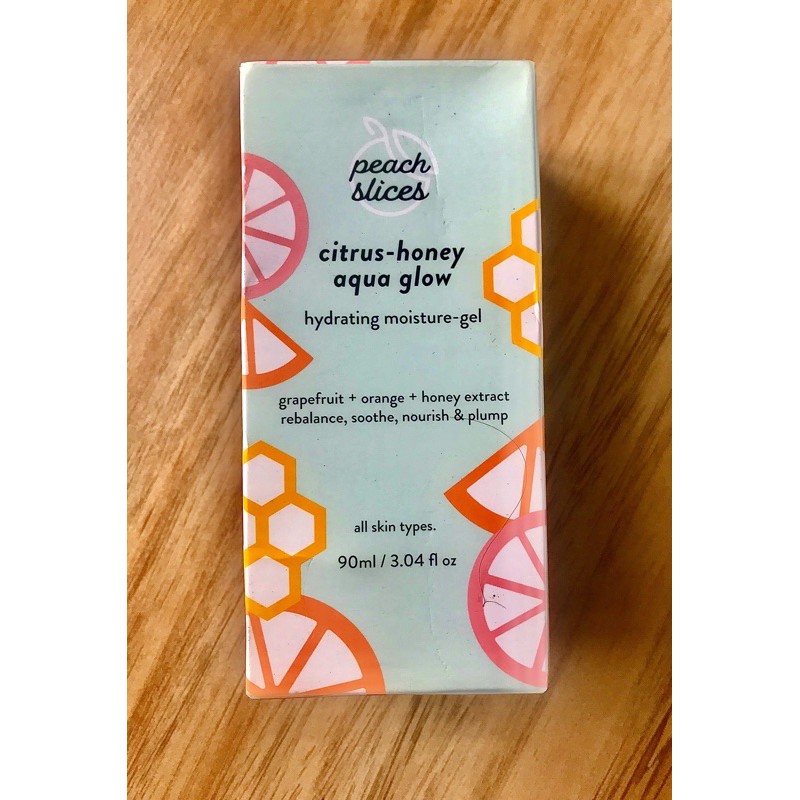 peach
slices
citrus-honey
aqua glow
hydrating moisture-gel
grapefruit + orange + honey extract
rebalance, soothe, nourish & plump
all skin types.
90ml / 3.04 fl oz